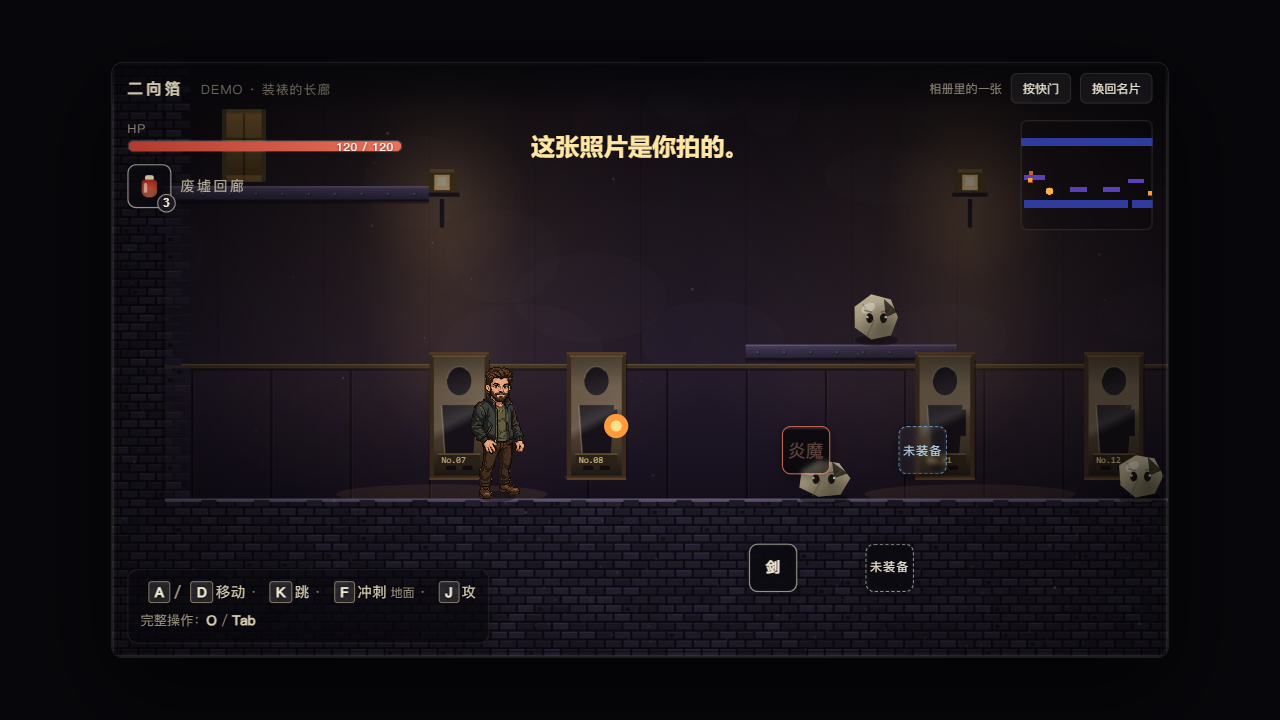 二向箔 DEMO · 装裱的长廊
相册里的一张 按快门 换回名片
HP
120 / 120
这张照片是你拍的。
废墟回廊
3
No.07
No.08
No.12
炎魔
未装备
剑
未装备
A / D 移动 · K 跳 · F 冲刺 地面 · J 攻
完整操作: O / Tab